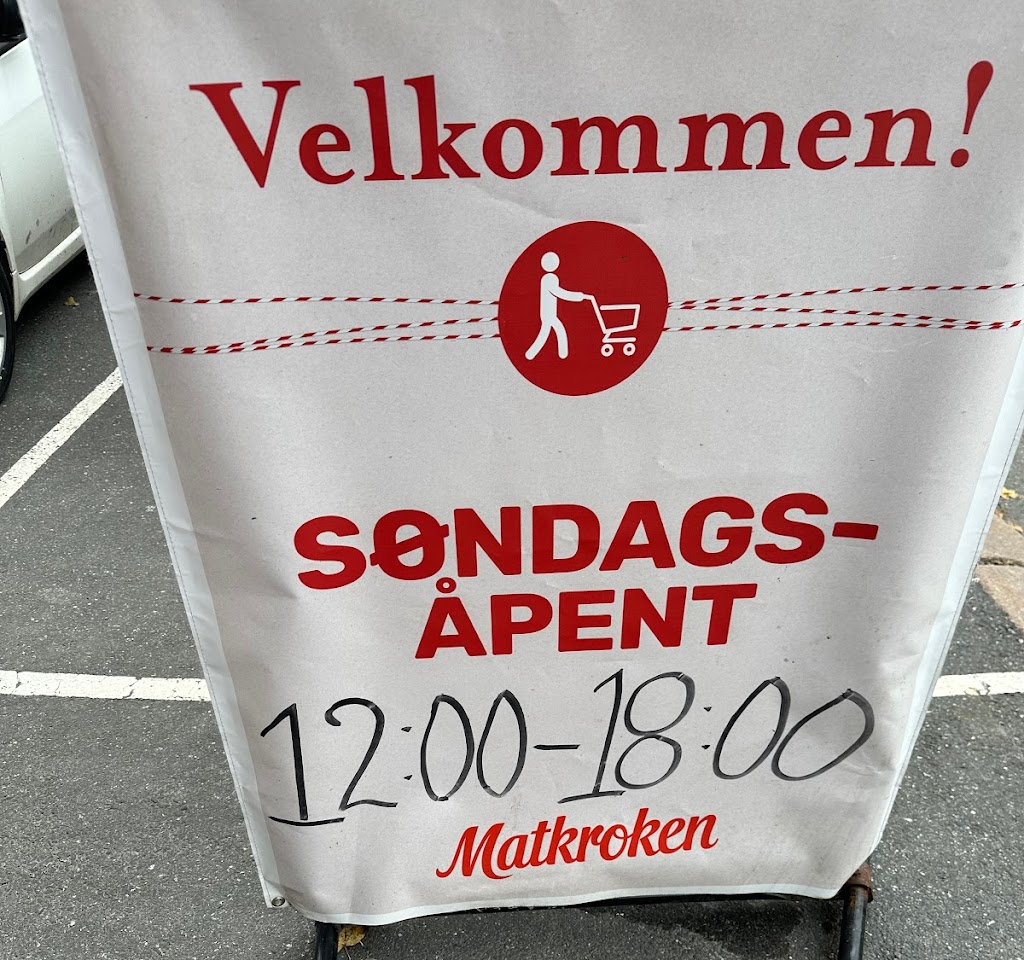 Velkommen!
SØNDAGS-
ÅPENT
12:00-18:00
Matkroken